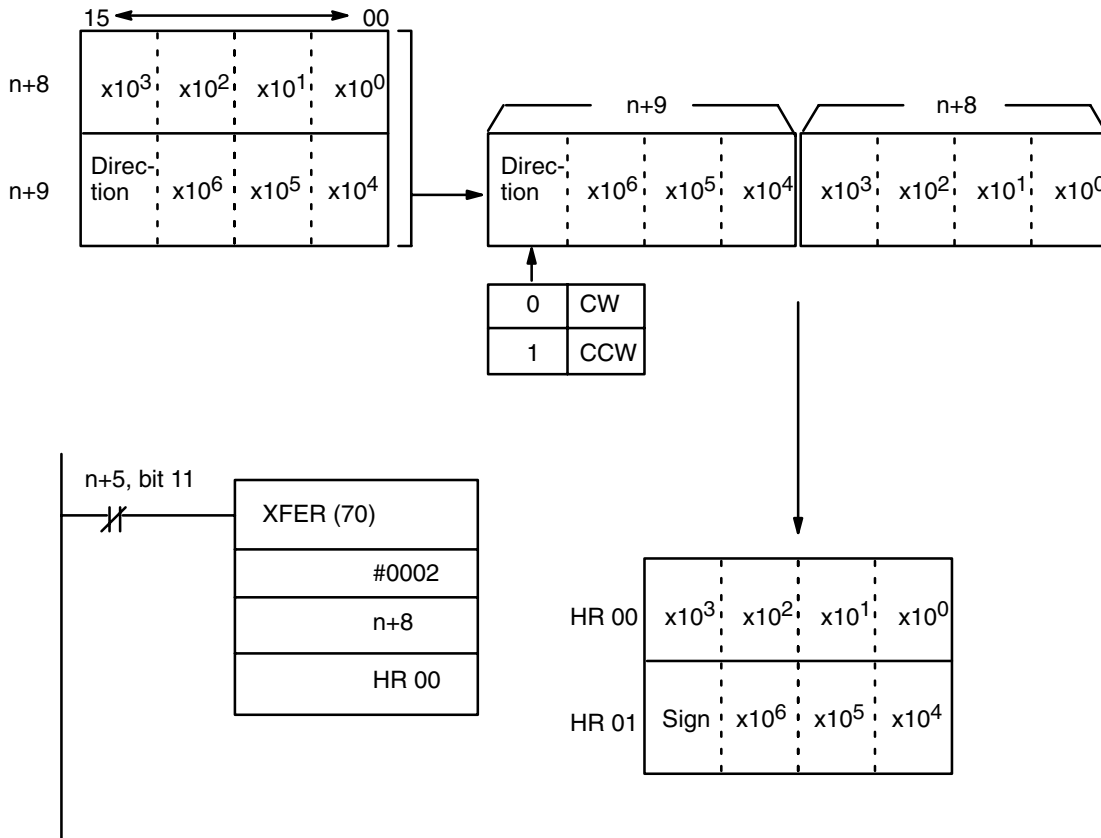 15 00
n+8 x10³ x10² x10¹ x10⁰
n+9 Direc-
tion x10⁶ x10⁵ x10⁴
n+9 n+8
Direc-
tion x10⁶ x10⁵ x10⁴ x10³ x10² x10¹ x10⁰
0 CW
1 CCW
n+5, bit 11
XFER (70)
#0002
n+8
HR 00
HR 00 x10³ x10² x10¹ x10⁰
HR 01 Sign x10⁶ x10⁵ x10⁴